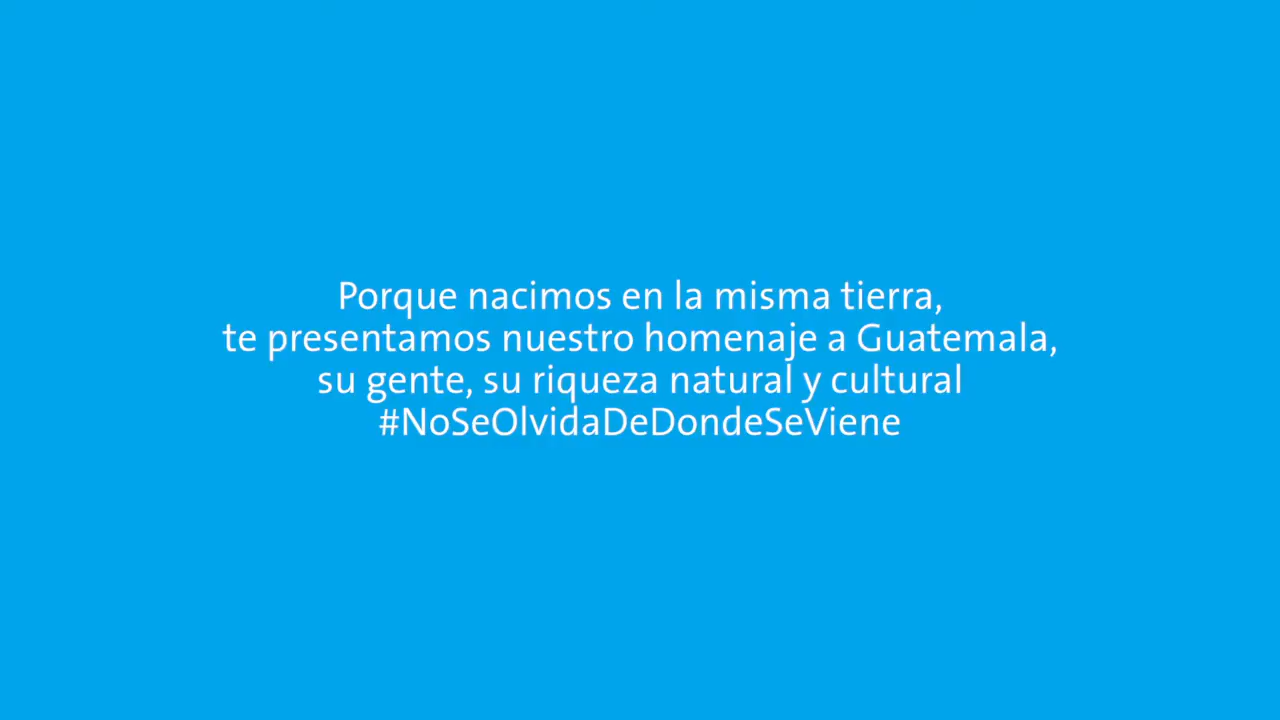 Porque nacimos en la misma tierra,
te presentamos nuestro homenaje a Guatemala,
su gente, su riqueza natural y cultural
#NoSeOlvidaDeDondeSeViene